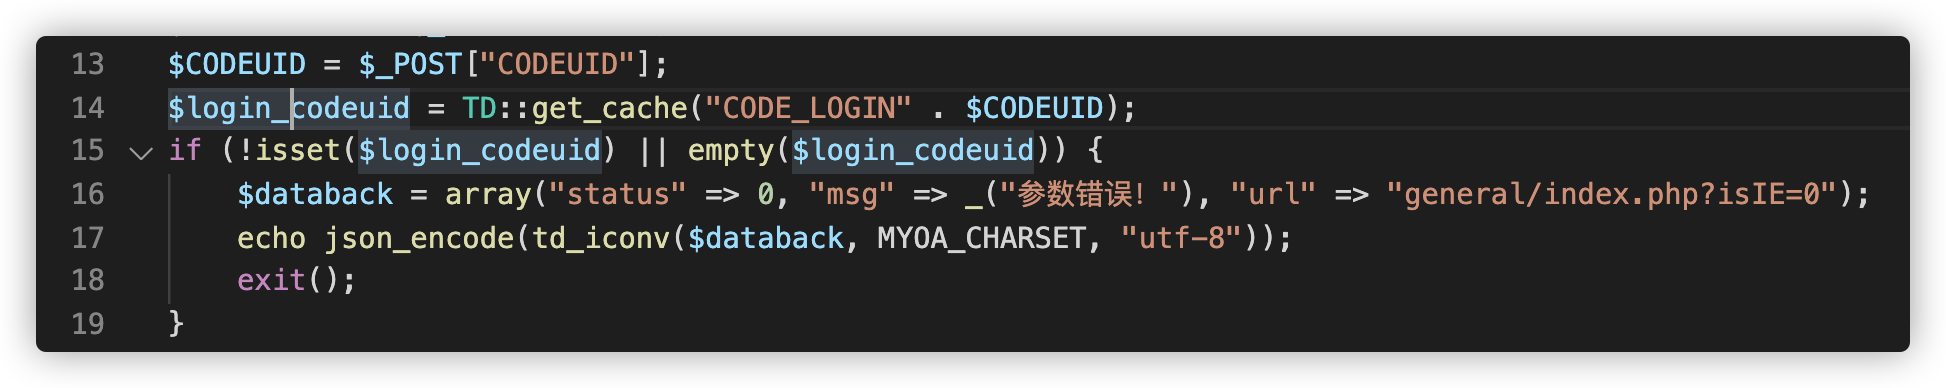 13 $CODEUID = $_POST["CODEUID"];
14 $login_codeuid = TD::get_cache("CODE_LOGIN" . $CODEUID);
15 if (!isset($login_codeuid) || empty($login_codeuid)) {
16 $databack = array("status" => 0, "msg" => _("参数错误！"), "url" => "general/index.php?isIE=0");
17 echo json_encode(td_iconv($databack, MYOA_CHARSET, "utf-8"));
18 exit();
19 }